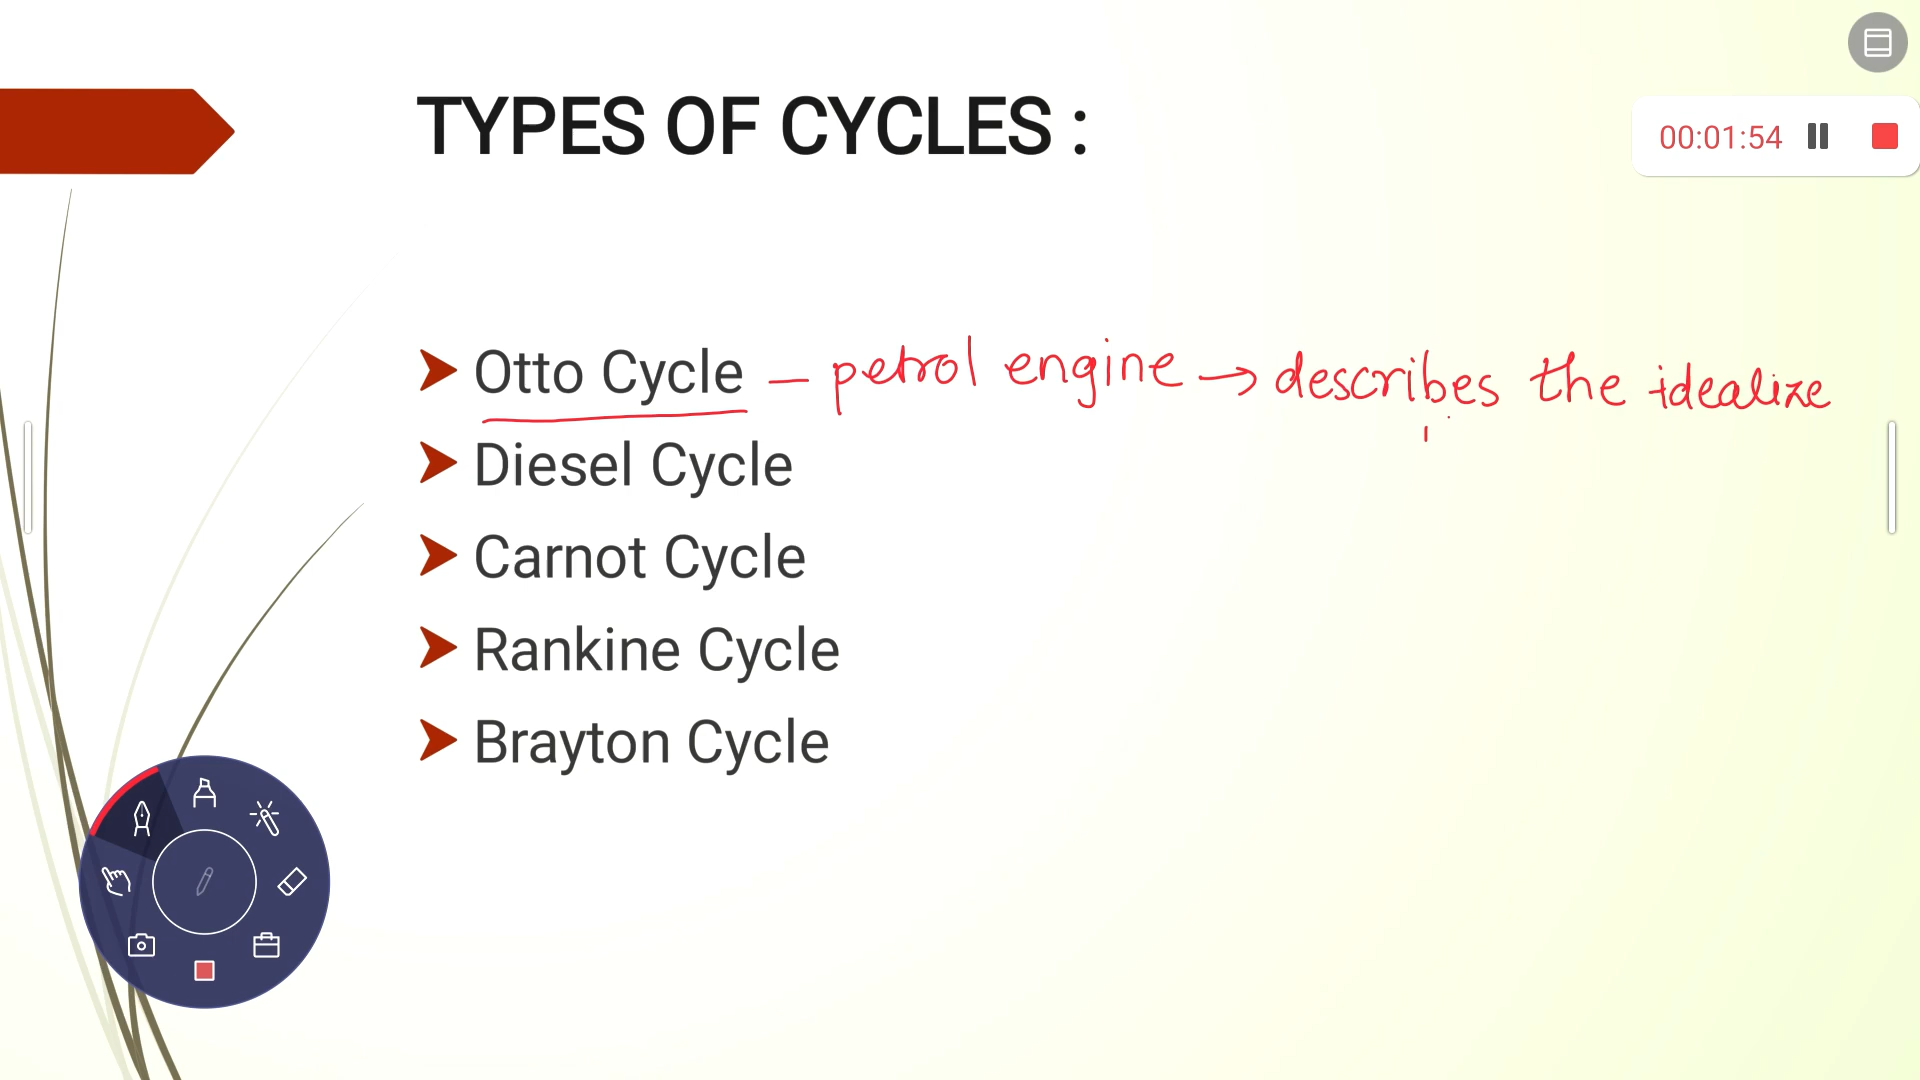 TYPES OF CYCLES :
00:01:54
Otto Cycle – petrol engine → describes the idealize
Diesel Cycle
Carnot Cycle
Rankine Cycle
Brayton Cycle